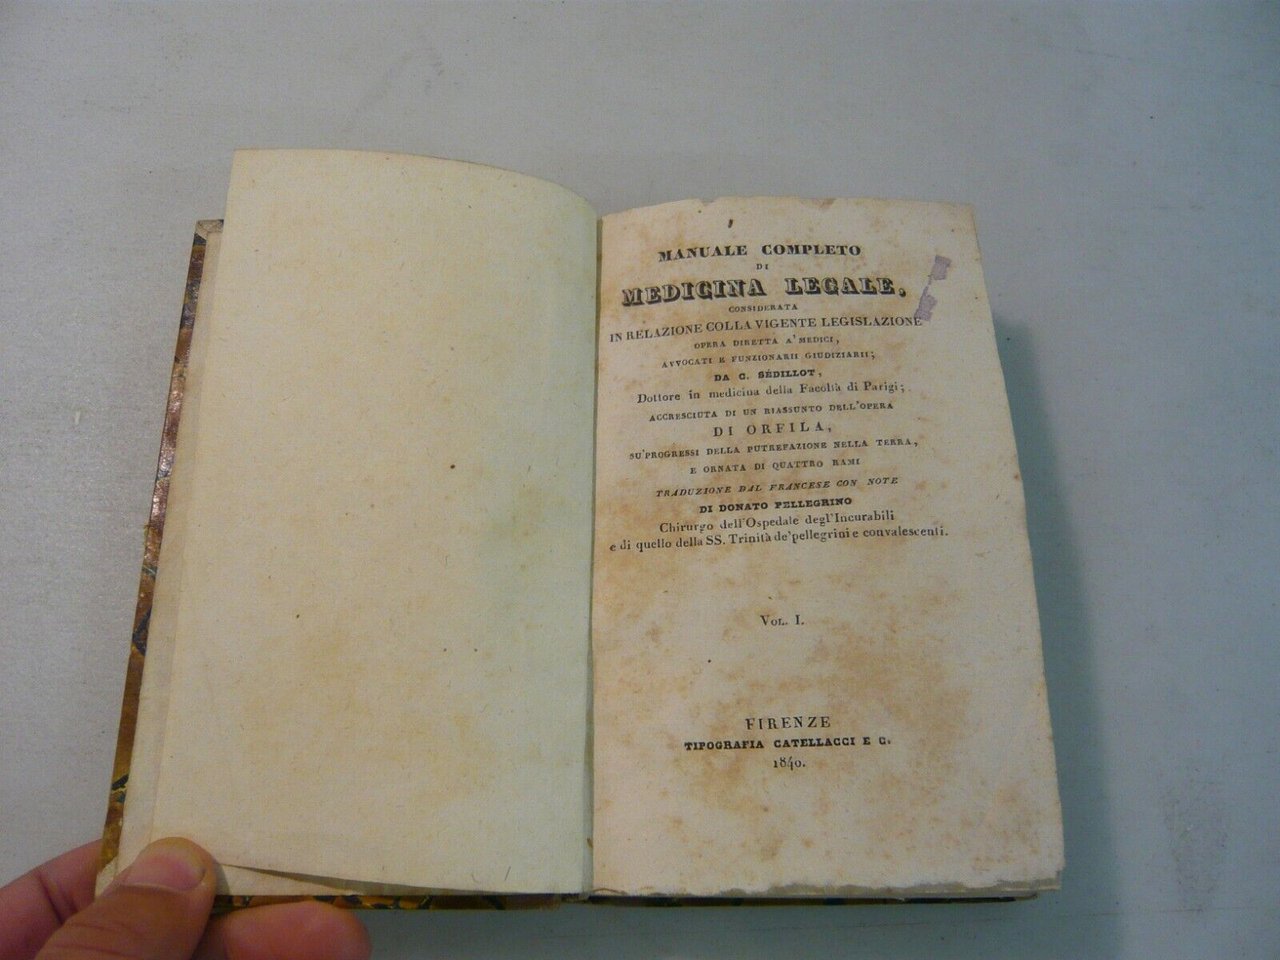 MANUALE COMPLETO
DI
MEDICINA LEGALE,
CONSIDERATA
IN RELAZIONE COLLA VIGENTE LEGISLAZIONE
OPERA DIRETTA A' MEDICI,
AVVOCATI E FUNZIONARII GIUDIZIARII;
DA C. SÉDILLOT,
Dottore in medicina della Facoltà di Parigi;
ACCRESCIUTA DI UN RIASSUNTO DELL'OPERA
DI ORFILA,
SU' PROGRESSI DELLA PUTREFAZIONE NELLA TERRA,
E ORNATA DI QUATTRO RAMI
TRADUZIONE DAL FRANCESE CON NOTE
DI DONATO PELLEGRINO
Chirurgo dell'Ospedale degl'Incurabili
e di quello della SS. Trinità de' pellegrini e convalescenti.
VOL. I.
FIRENZE
TIPOGRAFIA CATELLACCI E C.
1840.